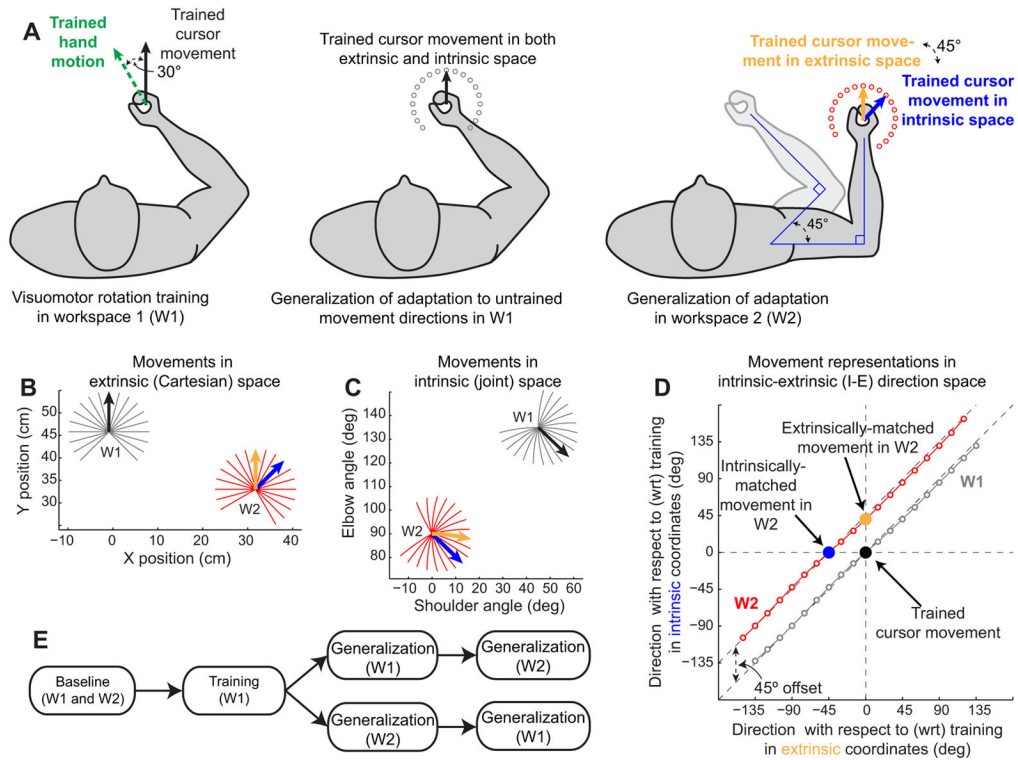 A
Trained
hand
motion
Trained
cursor
movement
30º
Visuomotor rotation training
in workspace 1 (W1)
Trained cursor movement in both
extrinsic and intrinsic space
Generalization of adaptation to untrained
movement directions in W1
Trained cursor move-
ment in extrinsic space
45º
Trained cursor
movement in
intrinsic space
45º
Generalization of adaptation
in workspace 2 (W2)
B
Movements in
extrinsic (Cartesian) space
Y position (cm)
50
45
40
35
30
W1
W2
−10 0 10 20 30 40
X position (cm)
C
Movements in
intrinsic (joint) space
Elbow angle (deg)
140
130
120
110
100
90
80
W1
W2
−10 0 10 20 30 40 50 60
Shoulder angle (deg)
D
Movement representations in
intrinsic-extrinsic (I-E) direction space
Direction with respect to (wrt) training
in intrinsic coordinates (deg)
135
90
45
0
−45
−90
−135
Extrinsically-matched
movement in W2
Intrinsically-
matched
movement in
W2
W1
W2
Trained
cursor movement
45º offset
−135 -90 -45 0 45 90 135
Direction with respect to (wrt) training
in extrinsic coordinates (deg)
E
Baseline
(W1 and W2)
Training
(W1)
Generalization
(W1)
Generalization
(W2)
Generalization
(W2)
Generalization
(W1)